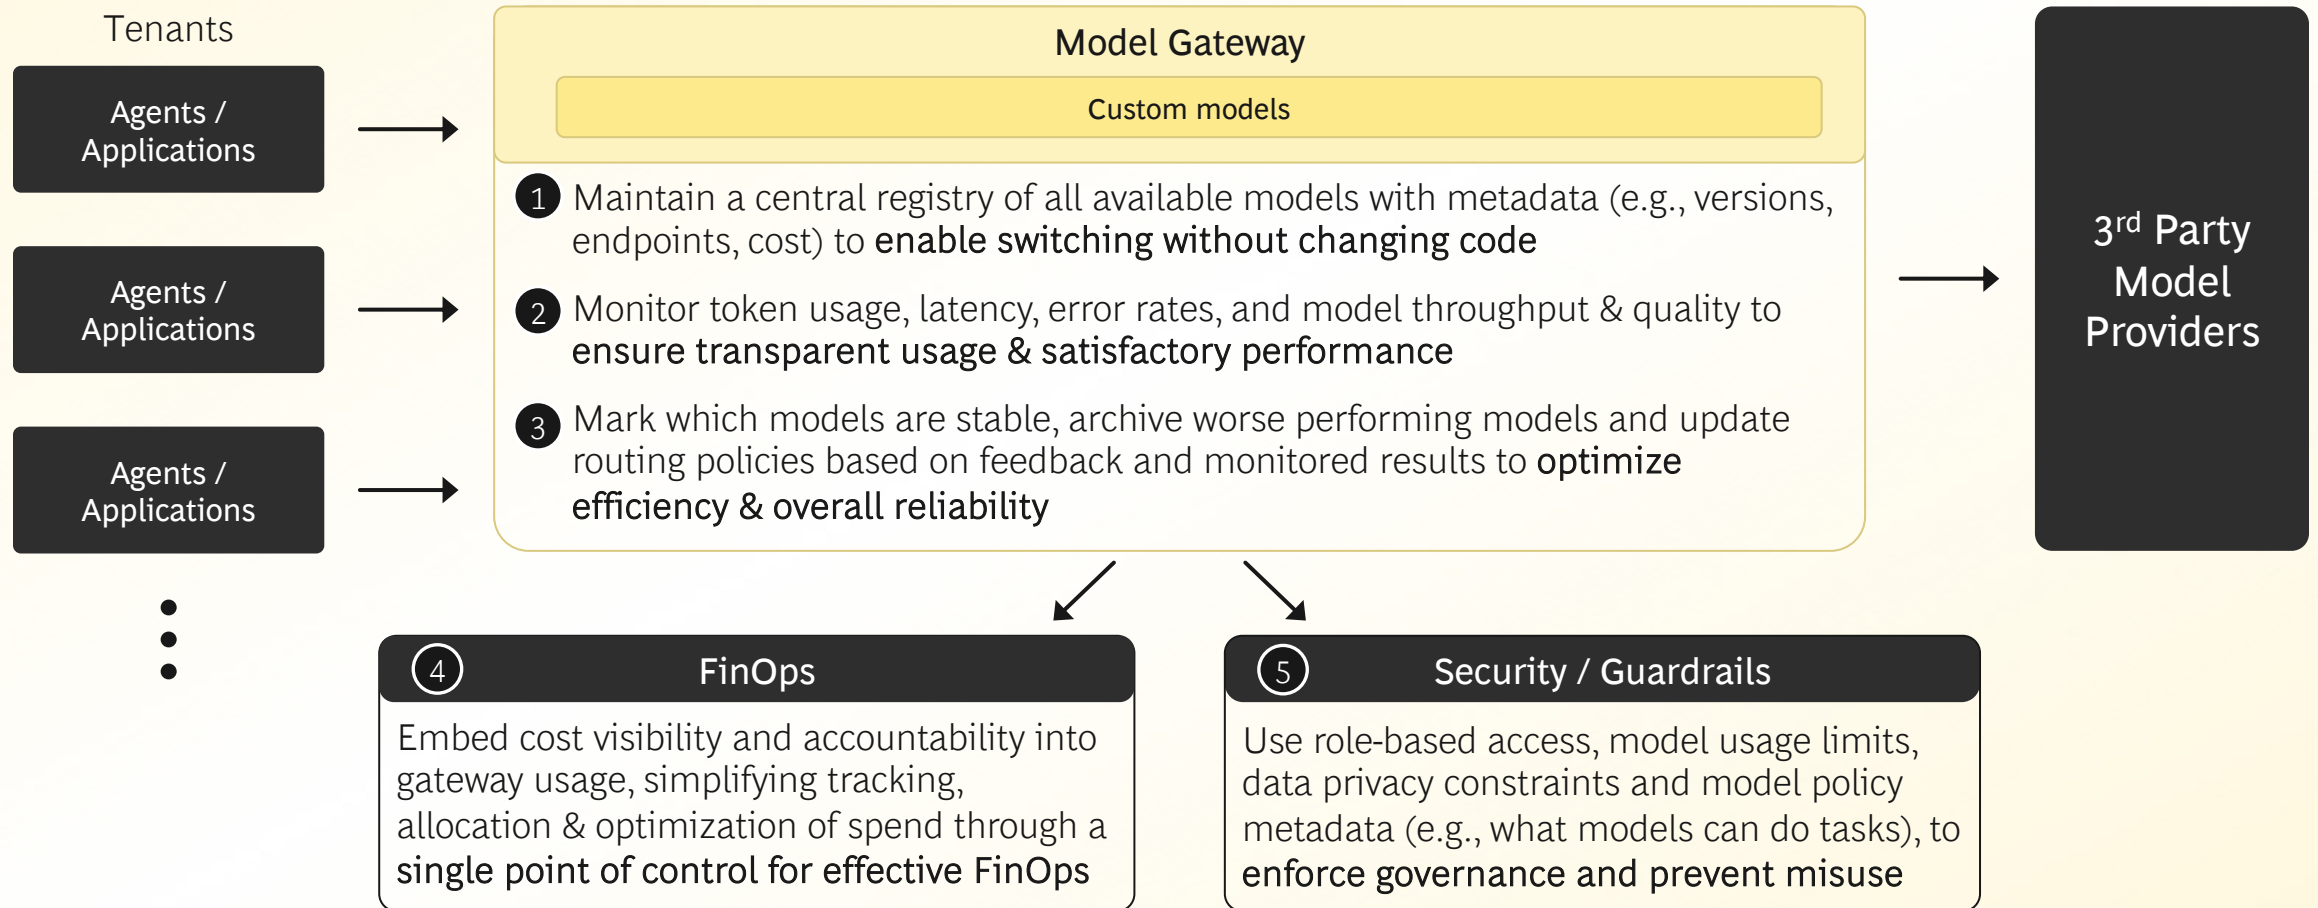 Tenants
Agents /
Applications
Agents /
Applications
Agents /
Applications
Model Gateway
Custom models
1 Maintain a central registry of all available models with metadata (e.g., versions,
endpoints, cost) to enable switching without changing code
2 Monitor token usage, latency, error rates, and model throughput & quality to
ensure transparent usage & satisfactory performance
3 Mark which models are stable, archive worse performing models and update
routing policies based on feedback and monitored results to optimize
efficiency & overall reliability
3rd Party
Model
Providers
4 FinOps
Embed cost visibility and accountability into
gateway usage, simplifying tracking,
allocation & optimization of spend through a
single point of control for effective FinOps
5 Security / Guardrails
Use role-based access, model usage limits,
data privacy constraints and model policy
metadata (e.g., what models can do tasks), to
enforce governance and prevent misuse